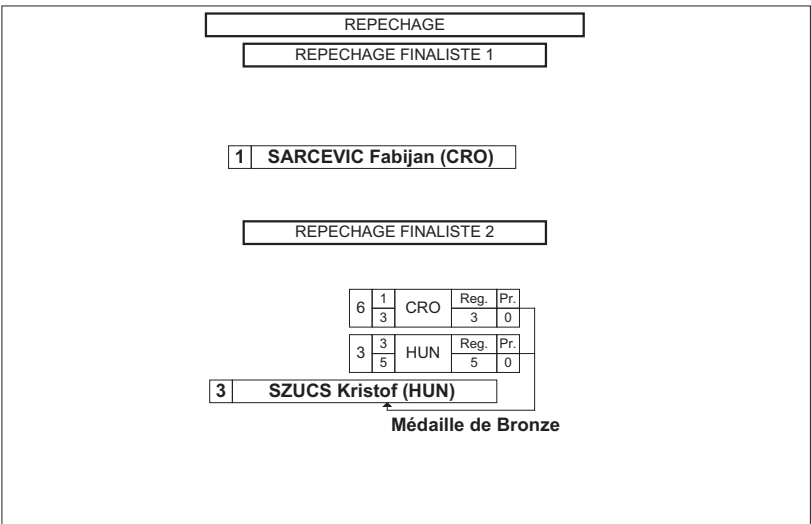 REPECHAGE
REPECHAGE FINALISTE 1
1 SARCEVIC Fabijan (CRO)
REPECHAGE FINALISTE 2
6 1 CRO Reg. Pr.
3 3 0
3 3 HUN Reg. Pr.
5 5 0
3 SZUCS Kristof (HUN)
Médaille de Bronze